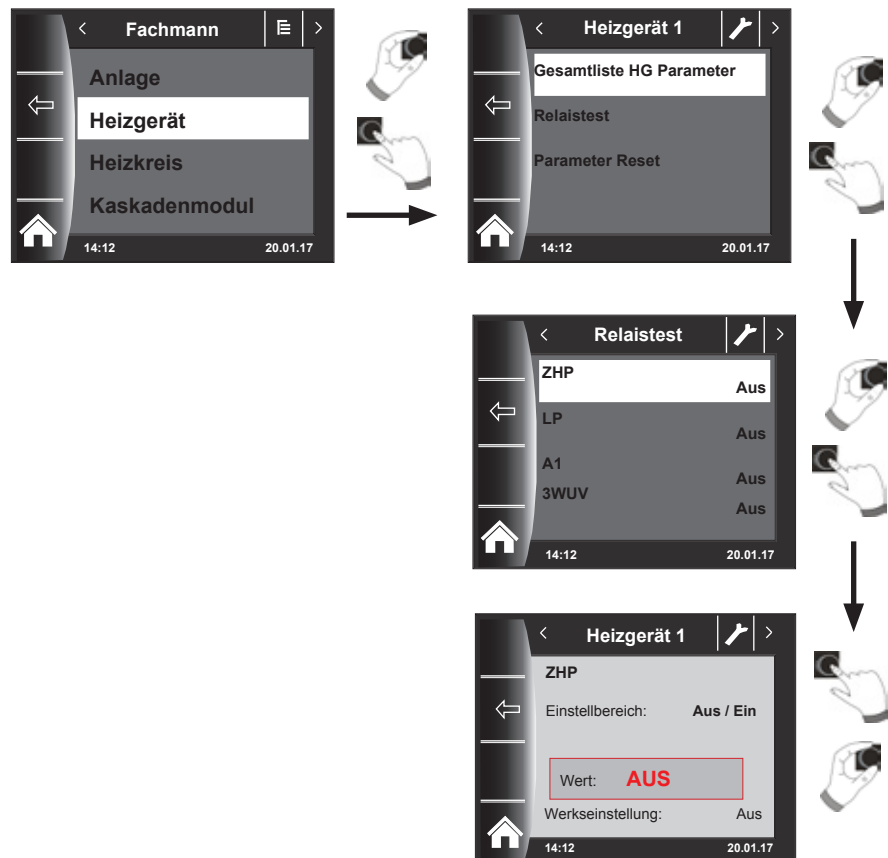 Fachmann
Anlage
Heizgerät
Heizkreis
Kaskadenmodul
14:12 20.01.17
Heizgerät 1
Gesamtliste HG Parameter
Relaistest
Parameter Reset
14:12 20.01.17
Relaistest
ZHP
Aus
LP
Aus
A1
Aus
3WUV
Aus
14:12 20.01.17
Heizgerät 1
ZHP
Einstellbereich: Aus / Ein
Wert: AUS
Werkseinstellung: Aus
14:12 20.01.17